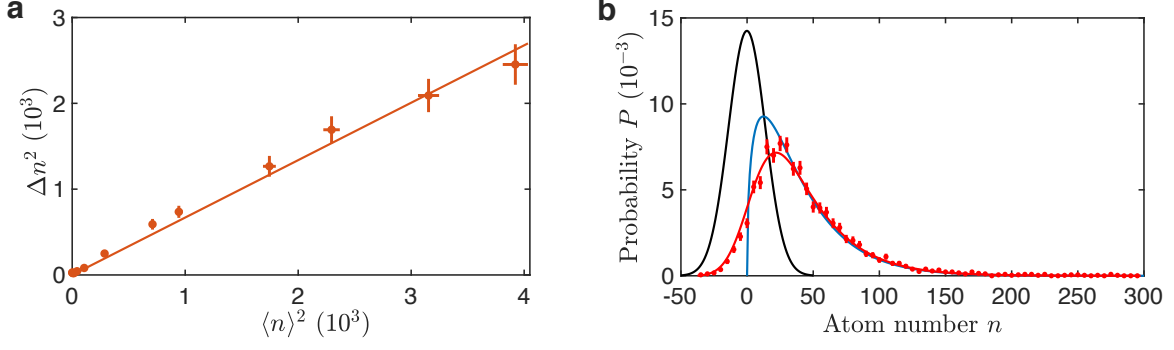 a
3
2
1
0
Δn² (10³)
0 1 2 3 4
⟨n⟩² (10³)
b
15
10
5
0
Probability P (10⁻³)
-50 0 50 100 150 200 250 300
Atom number n